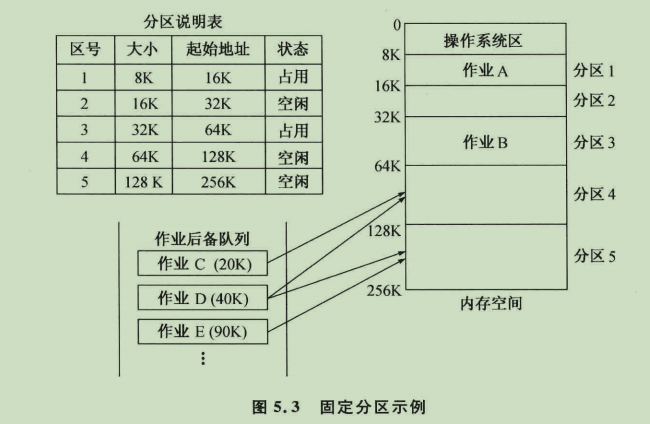 分区说明表
区号 大小 起始地址 状态
1 8K 16K 占用
2 16K 32K 空闲
3 32K 64K 占用
4 64K 128K 空闲
5 128 K 256K 空闲
0
操作系统区
8K
作业 A 分区 1
16K
分区 2
32K
作业 B 分区 3
64K
分区 4
128K
分区 5
256K
内存空间
作业后备队列
作业 C (20K)
作业 D (40K)
作业 E (90K)
图 5.3 固定分区示例